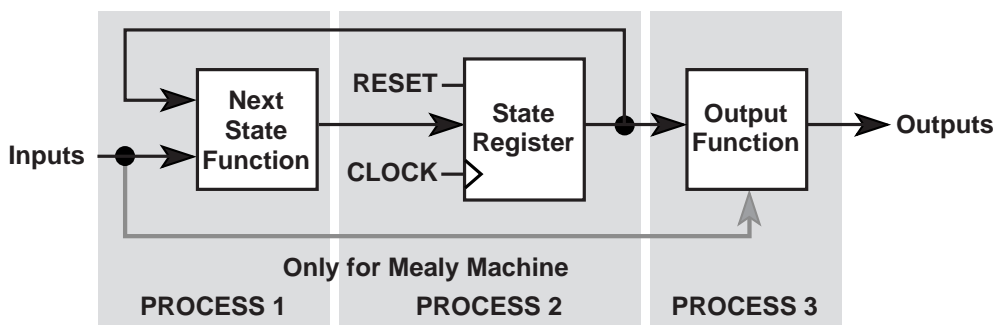 Inputs
Next
State
Function
RESET
CLOCK
State
Register
Output
Function
Outputs
Only for Mealy Machine
PROCESS 1
PROCESS 2
PROCESS 3